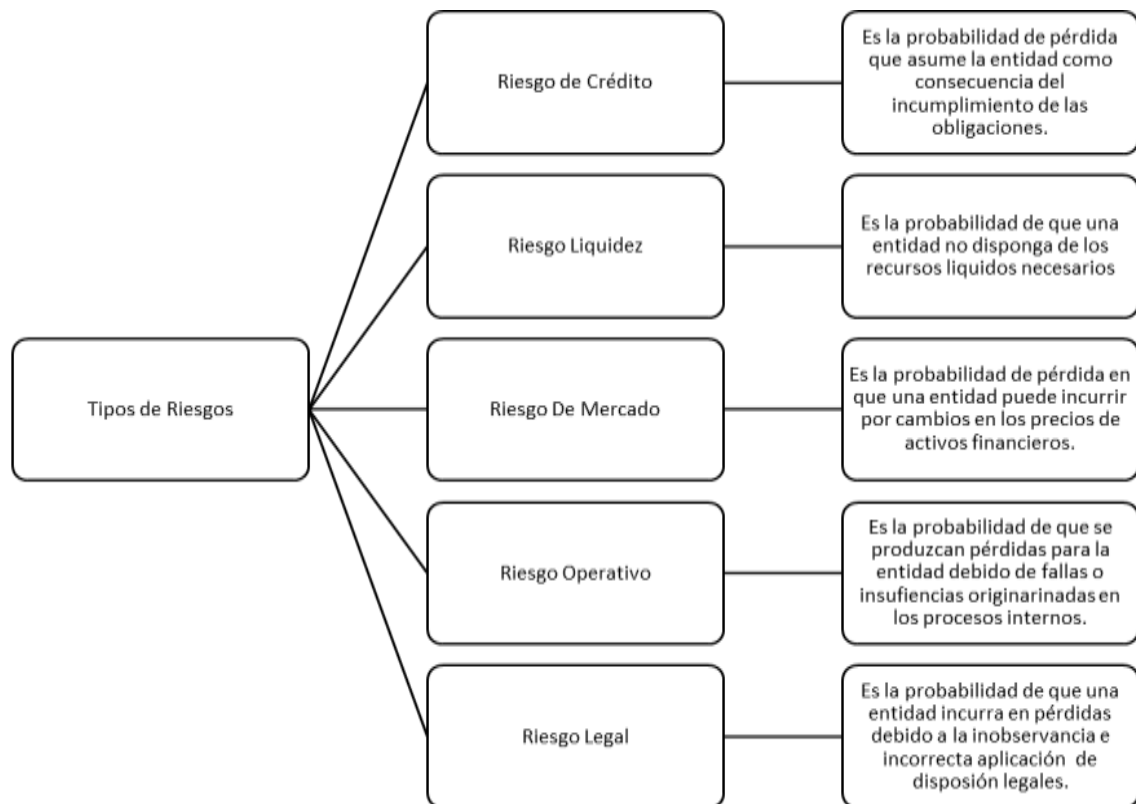 Riesgo de Crédito
Es la probabilidad de pérdida
que asume la entidad como
consecuencia del
incumplimiento de las
obligaciones.
Riesgo Liquidez
Es la probabilidad de que una
entidad no disponga de los
recursos liquidos necesarios
Tipos de Riesgos
Riesgo De Mercado
Es la probabilidad de pérdida en
que una entidad puede incurrir
por cambios en los precios de
activos financieros.
Riesgo Operativo
Es la probabilidad de que se
produzcan pérdidas para la
entidad debido de fallas o
insufiencias originarinadas en
los procesos internos.
Riesgo Legal
Es la probabilidad de que una
entidad incurra en pérdidas
debido a la inobservancia e
incorrecta aplicación de
disposión legales.